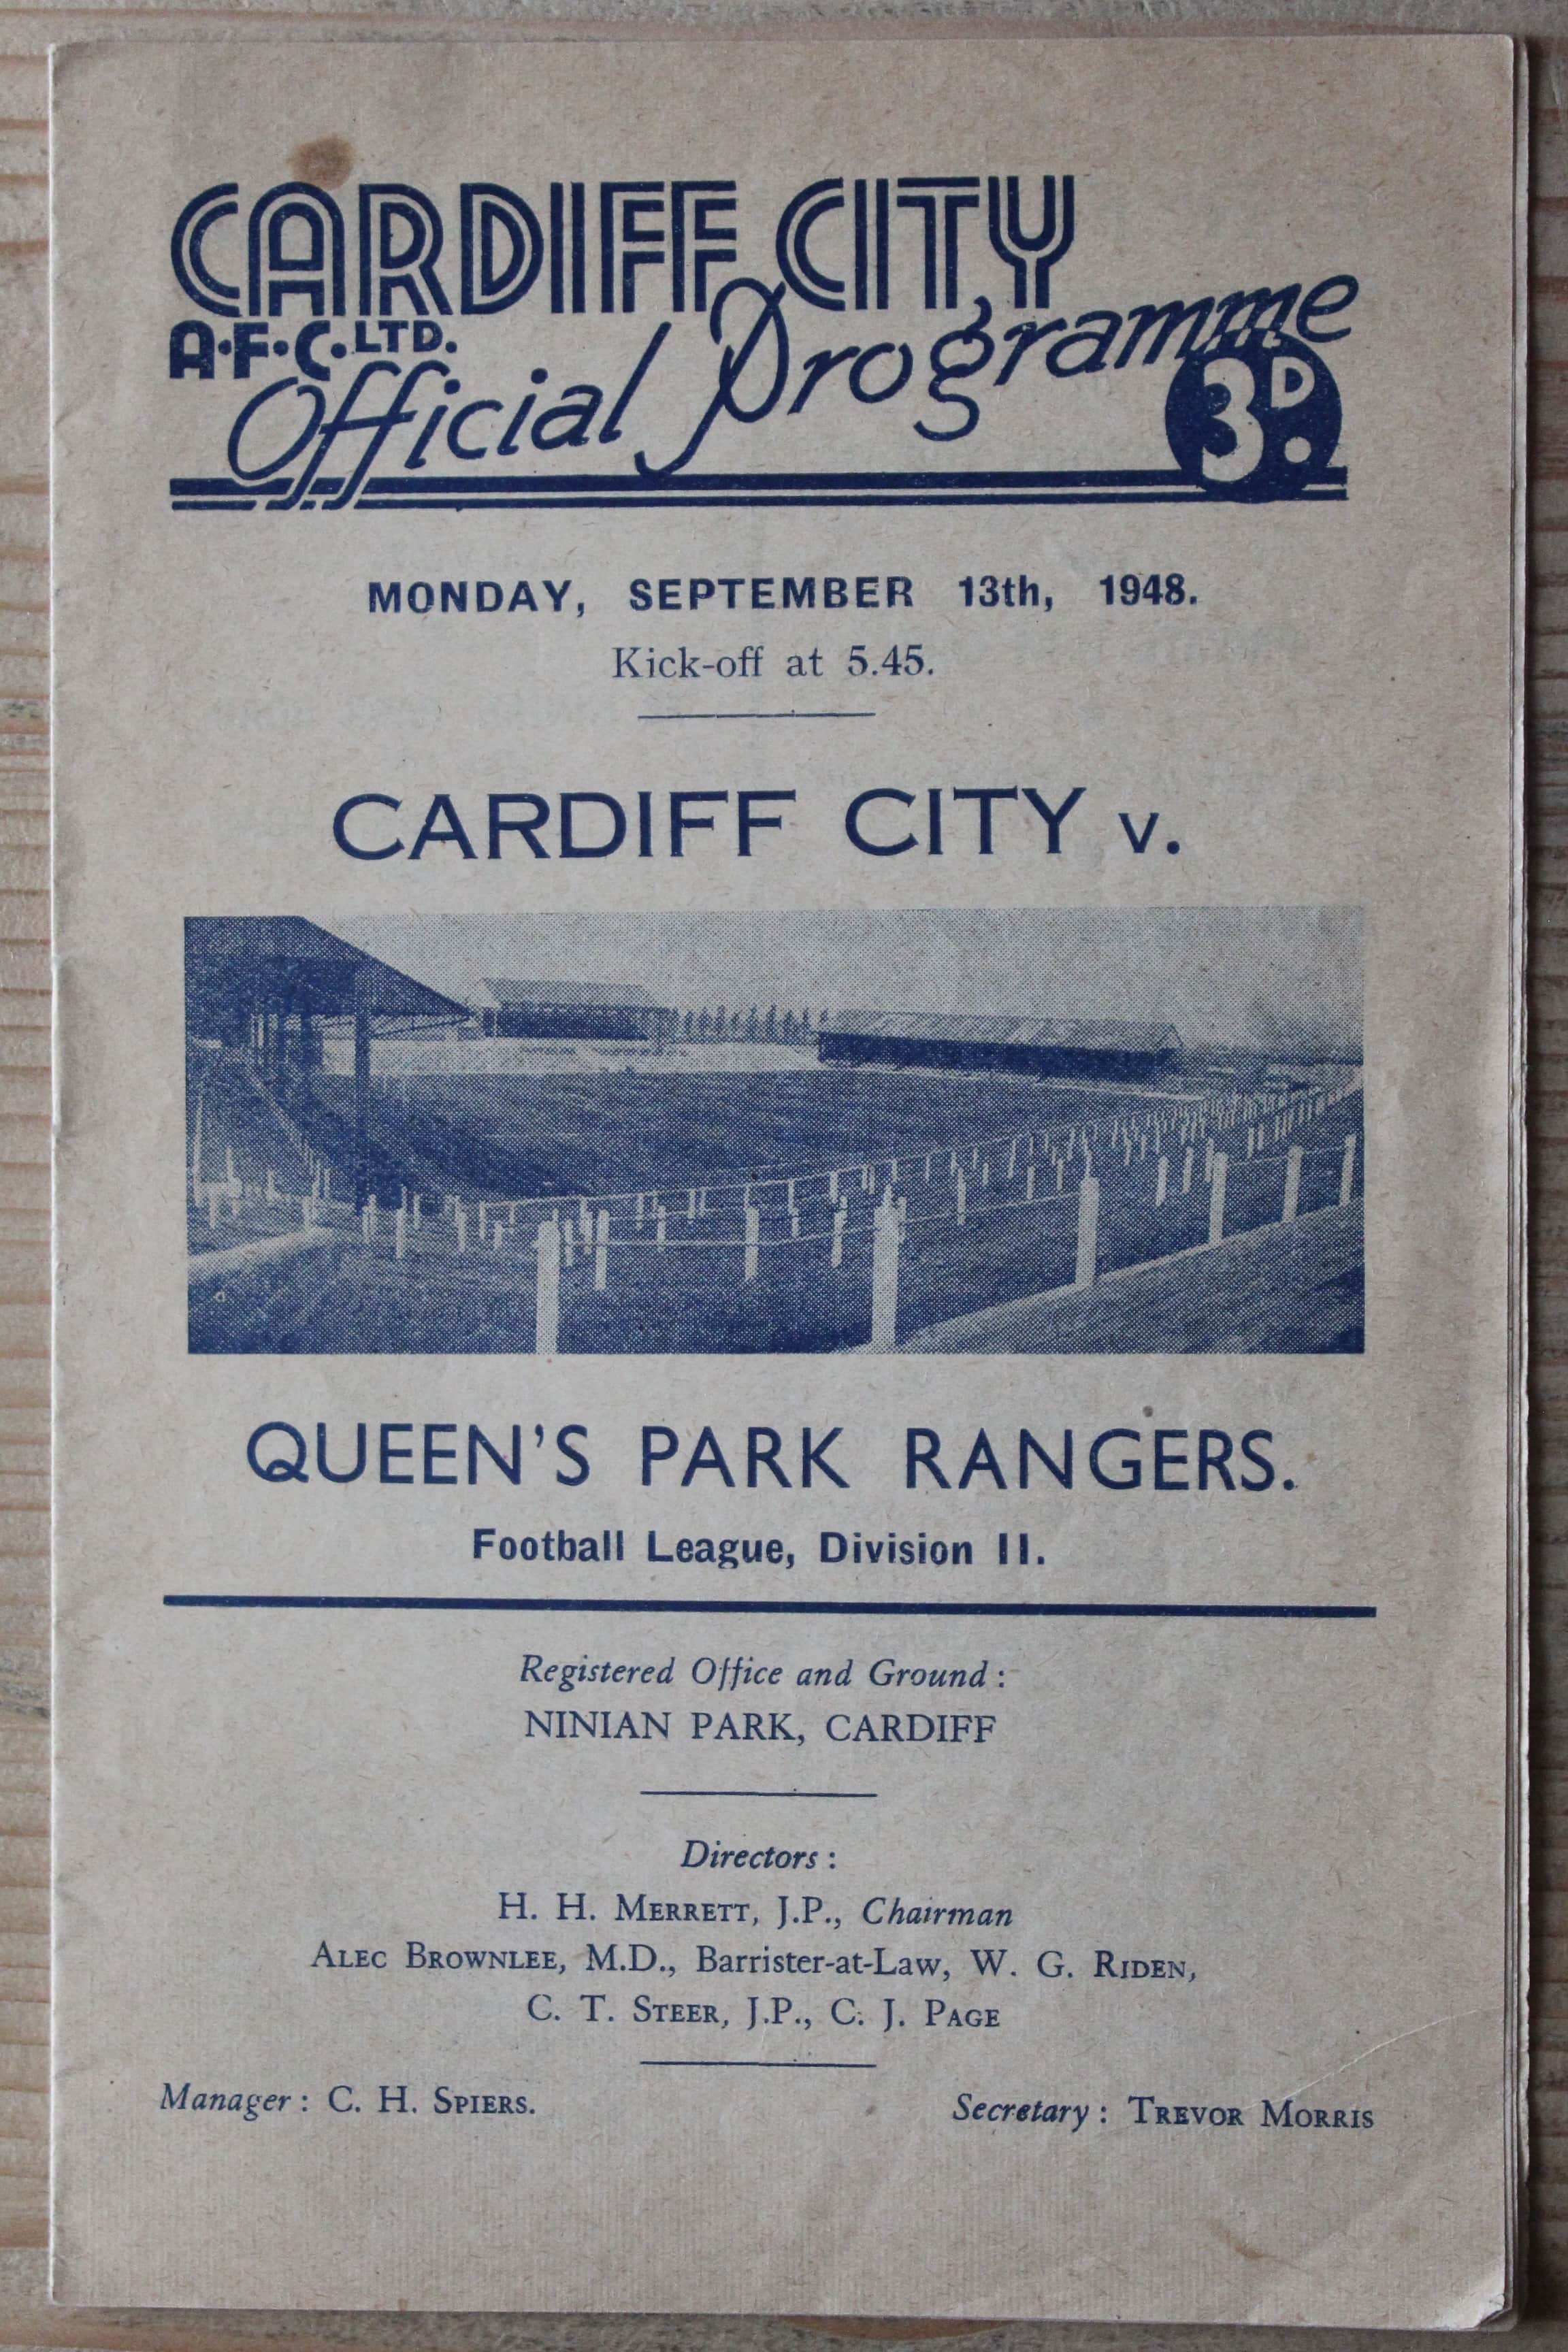 CARDIFF CITY
A·F·C·LTD.
Official Programme
3D.
MONDAY, SEPTEMBER 13th, 1948.
Kick-off at 5.45.
CARDIFF CITY v.
QUEEN'S PARK RANGERS.
Football League, Division II.
Registered Office and Ground :
NINIAN PARK, CARDIFF
Directors :
H. H. MERRETT, J.P., Chairman
ALEC BROWNLEE, M.D., Barrister-at-Law, W. G. RIDEN,
C. T. STEER, J.P., C. J. PAGE
Manager : C. H. SPIERS.
Secretary : TREVOR MORRIS